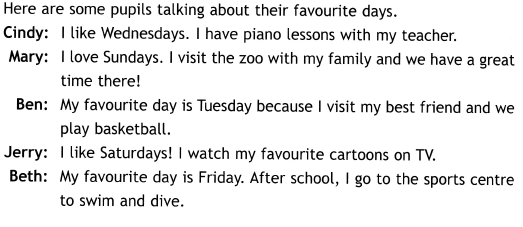 Here are some pupils talking about their favourite days.
Cindy: I like Wednesdays. I have piano lessons with my teacher.
Mary: I love Sundays. I visit the zoo with my family and we have a great
time there!
Ben: My favourite day is Tuesday because I visit my best friend and we
play basketball.
Jerry: I like Saturdays! I watch my favourite cartoons on TV.
Beth: My favourite day is Friday. After school, I go to the sports centre
to swim and dive.